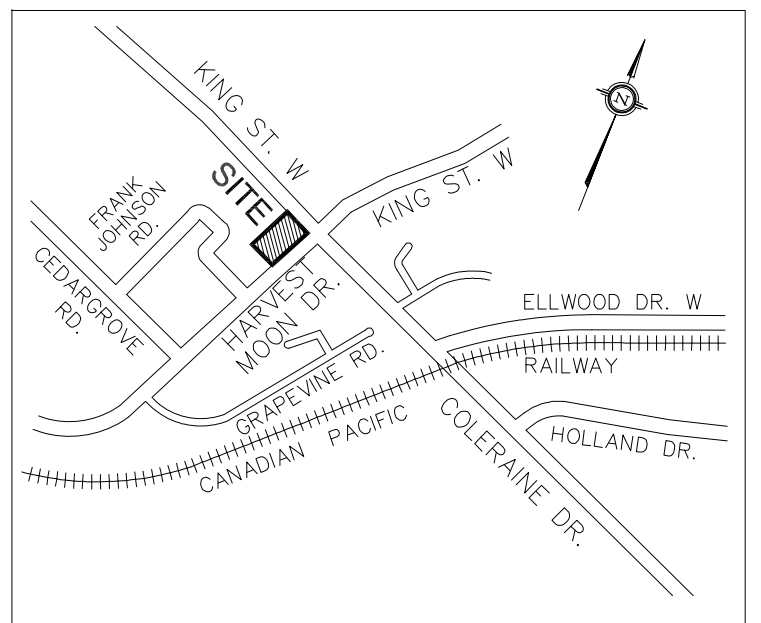 KING ST. W
N
SITE
KING ST. W
FRANK
JOHNSON
RD.
CEDARGROVE
RD.
HARVEST
MOON DR.
ELLWOOD DR. W
RAILWAY
GRAPEVINE RD.
CANADIAN PACIFIC
COLERAINE DR.
HOLLAND DR.